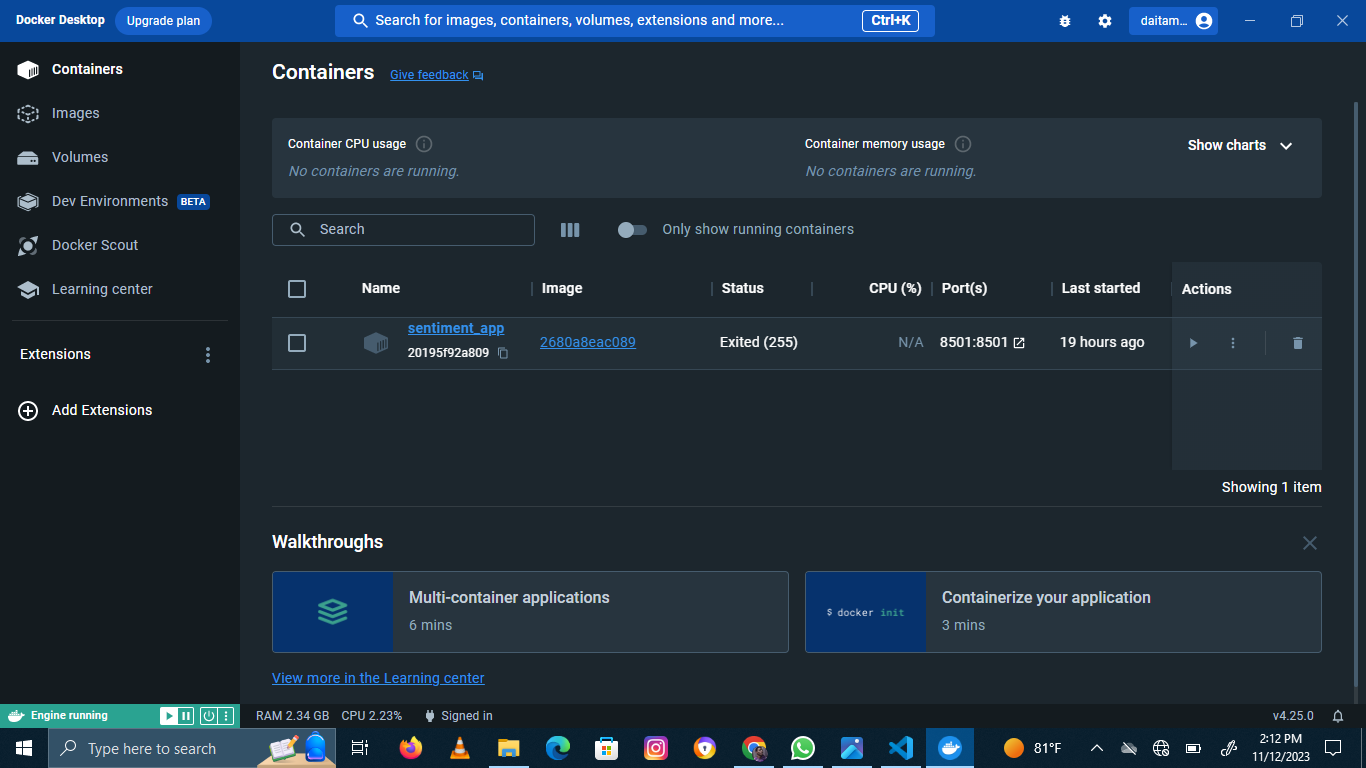 Docker Desktop Upgrade plan Search for images, containers, volumes, extensions and more... Ctrl+K daitam...
Containers
Images
Volumes
Dev Environments BETA
Docker Scout
Learning center
Extensions
Add Extensions
Containers Give feedback
Container CPU usage
No containers are running.
Container memory usage
No containers are running.
Show charts
Search
Only show running containers
Name Image Status CPU (%) Port(s) Last started Actions
sentiment_app
20195f92a809 2680a8eac089 Exited (255) N/A 8501:8501 19 hours ago
Showing 1 item
Walkthroughs
Multi-container applications
6 mins
$ docker init
Containerize your application
3 mins
View more in the Learning center
Engine running RAM 2.34 GB CPU 2.23% Signed in v4.25.0
Type here to search
81°F
2:12 PM
11/12/2023